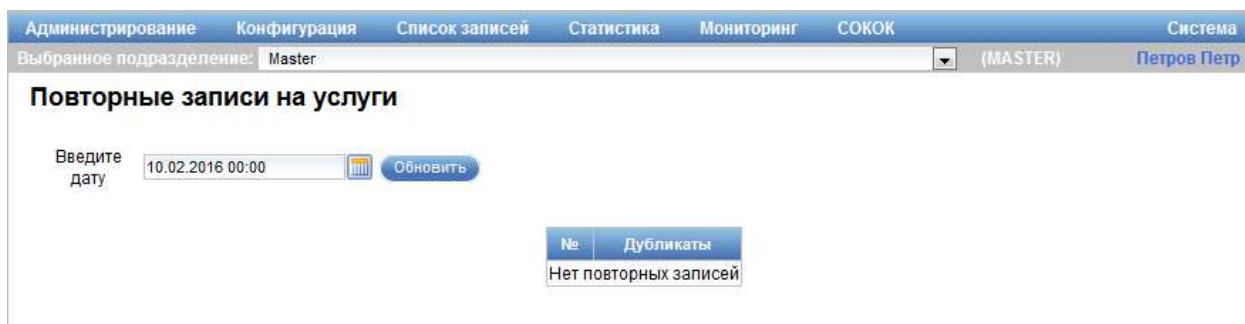 Администрирование Конфигурация Список записей Статистика Мониторинг СОКОК Система
Выбранное подразделение: Master (MASTER) Петров Петр
Повторные записи на услуги
Введите
дату
10.02.2016 00:00 Обновить
№ Дубликаты
Нет повторных записей